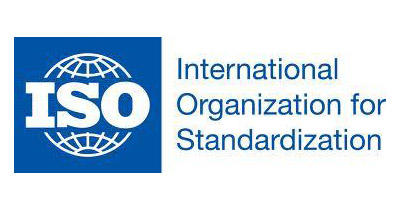 ISO
International
Organization for
Standardization